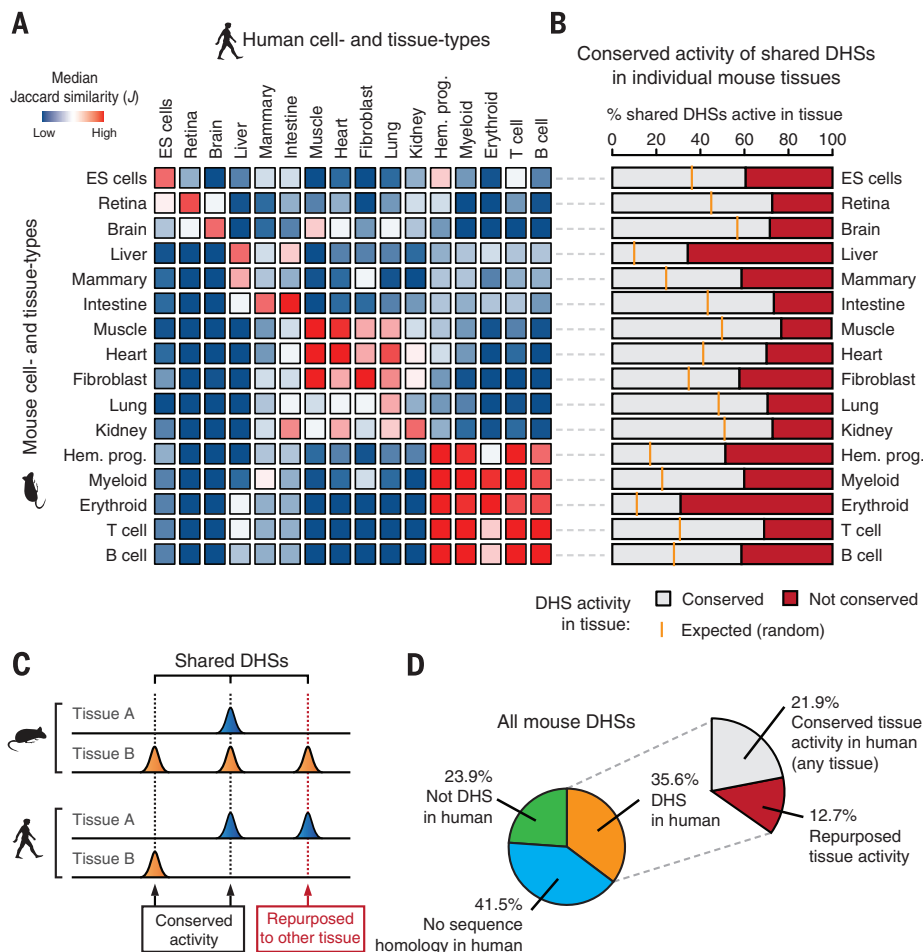 A
Human cell- and tissue-types
Median
Jaccard similarity (J)
Low High
ES cells
Retina
Brain
Liver
Mammary
Intestine
Muscle
Heart
Fibroblast
Lung
Kidney
Hem. prog.
Myeloid
Erythroid
T cell
B cell
Mouse cell- and tissue-types
ES cells
Retina
Brain
Liver
Mammary
Intestine
Muscle
Heart
Fibroblast
Lung
Kidney
Hem. prog.
Myeloid
Erythroid
T cell
B cell
B
Conserved activity of shared DHSs
in individual mouse tissues
% shared DHSs active in tissue
0 20 40 60 80 100
ES cells
Retina
Brain
Liver
Mammary
Intestine
Muscle
Heart
Fibroblast
Lung
Kidney
Hem. prog.
Myeloid
Erythroid
T cell
B cell
DHS activity
in tissue:
Conserved
Not conserved
Expected (random)
C
Shared DHSs
Tissue A
Tissue B
Tissue A
Tissue B
Conserved
activity
Repurposed
to other tissue
D
All mouse DHSs
23.9%
Not DHS
in human
35.6%
DHS
in human
41.5%
No sequence
homology in human
21.9%
Conserved tissue
activity in human
(any tissue)
12.7%
Repurposed
tissue activity